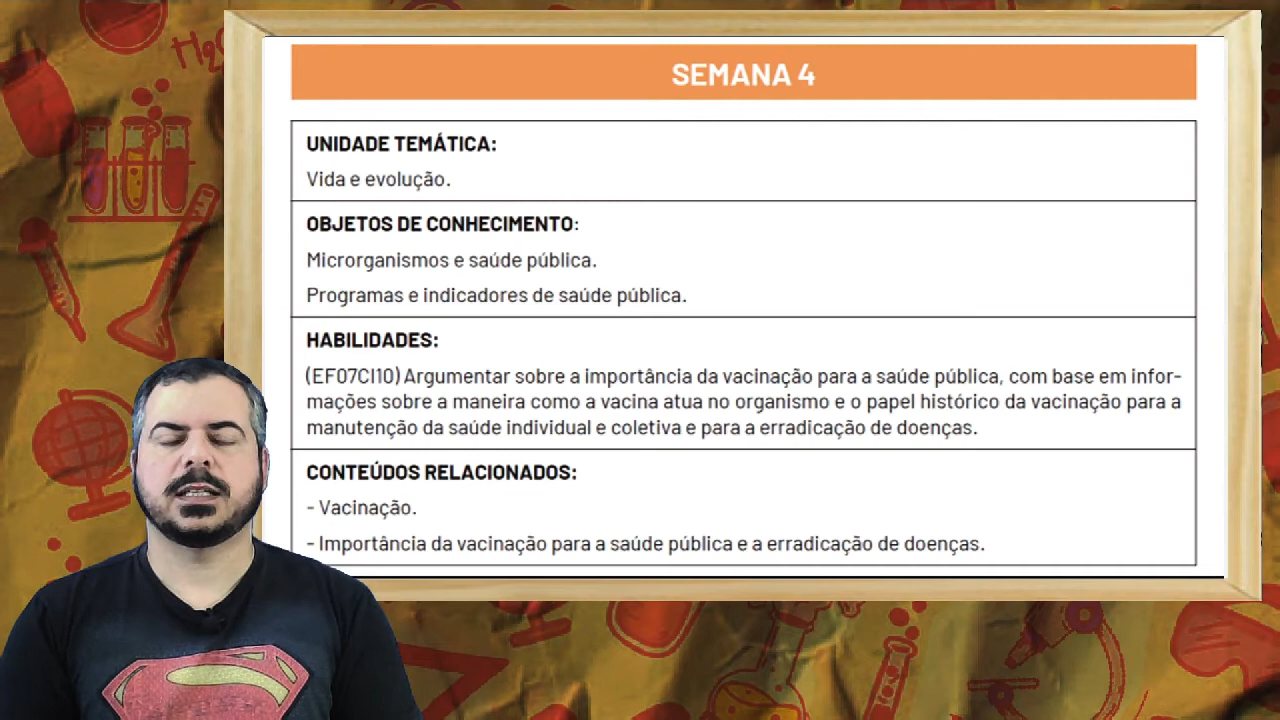 H2O
SEMANA 4
UNIDADE TEMÁTICA:
Vida e evolução.
OBJETOS DE CONHECIMENTO:
Microrganismos e saúde pública.
Programas e indicadores de saúde pública.
HABILIDADES:
(EF07CI10) Argumentar sobre a importância da vacinação para a saúde pública, com base em infor-
mações sobre a maneira como a vacina atua no organismo e o papel histórico da vacinação para a
manutenção da saúde individual e coletiva e para a erradicação de doenças.
CONTEÚDOS RELACIONADOS:
- Vacinação.
- Importância da vacinação para a saúde pública e a erradicação de doenças.